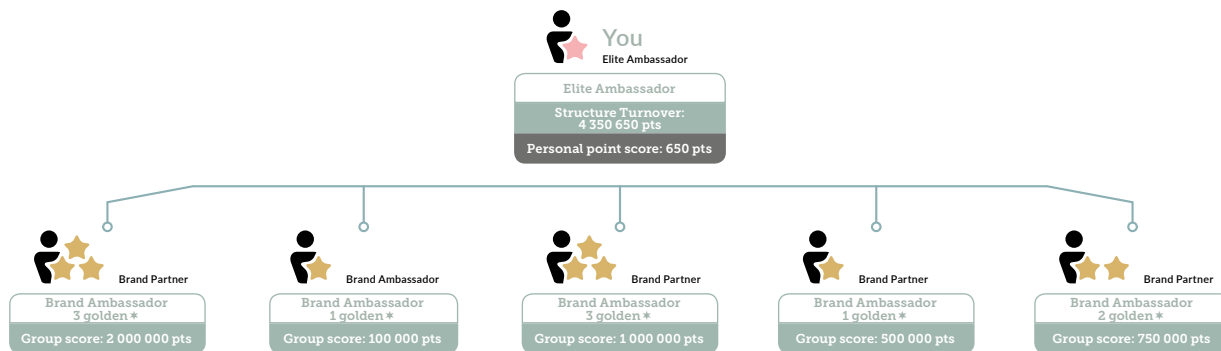 You
Elite Ambassador
Elite Ambassador
Structure Turnover:
4 350 650 pts
Personal point score: 650 pts
Brand Partner
Brand Ambassador
3 golden ✶
Group score: 2 000 000 pts
Brand Ambassador
Brand Ambassador
1 golden ✶
Group score: 100 000 pts
Brand Partner
Brand Ambassador
3 golden ✶
Group score: 1 000 000 pts
Brand Partner
Brand Ambassador
1 golden ✶
Group score: 500 000 pts
Brand Partner
Brand Ambassador
2 golden ✶
Group score: 750 000 pts